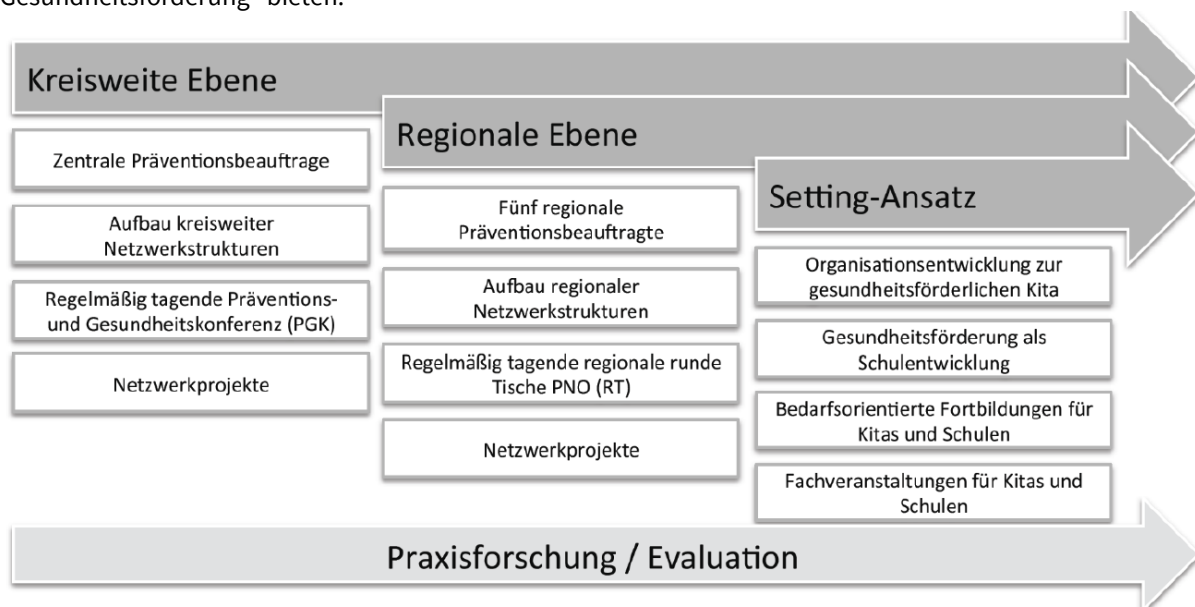 Gesundheitsförderung" bieten.
Kreisweite Ebene
Zentrale Präventionsbeauftrage
Aufbau kreisweiter
Netzwerkstrukturen
Regelmäßig tagende Präventions-
und Gesundheitskonferenz (PGK)
Netzwerkprojekte
Regionale Ebene
Fünf regionale
Präventionsbeauftragte
Aufbau regionaler
Netzwerkstrukturen
Regelmäßig tagende regionale runde
Tische PNO (RT)
Netzwerkprojekte
Setting-Ansatz
Organisationsentwicklung zur
gesundheitsförderlichen Kita
Gesundheitsförderung als
Schulentwicklung
Bedarfsorientierte Fortbildungen für
Kitas und Schulen
Fachveranstaltungen für Kitas und
Schulen
Praxisforschung / Evaluation